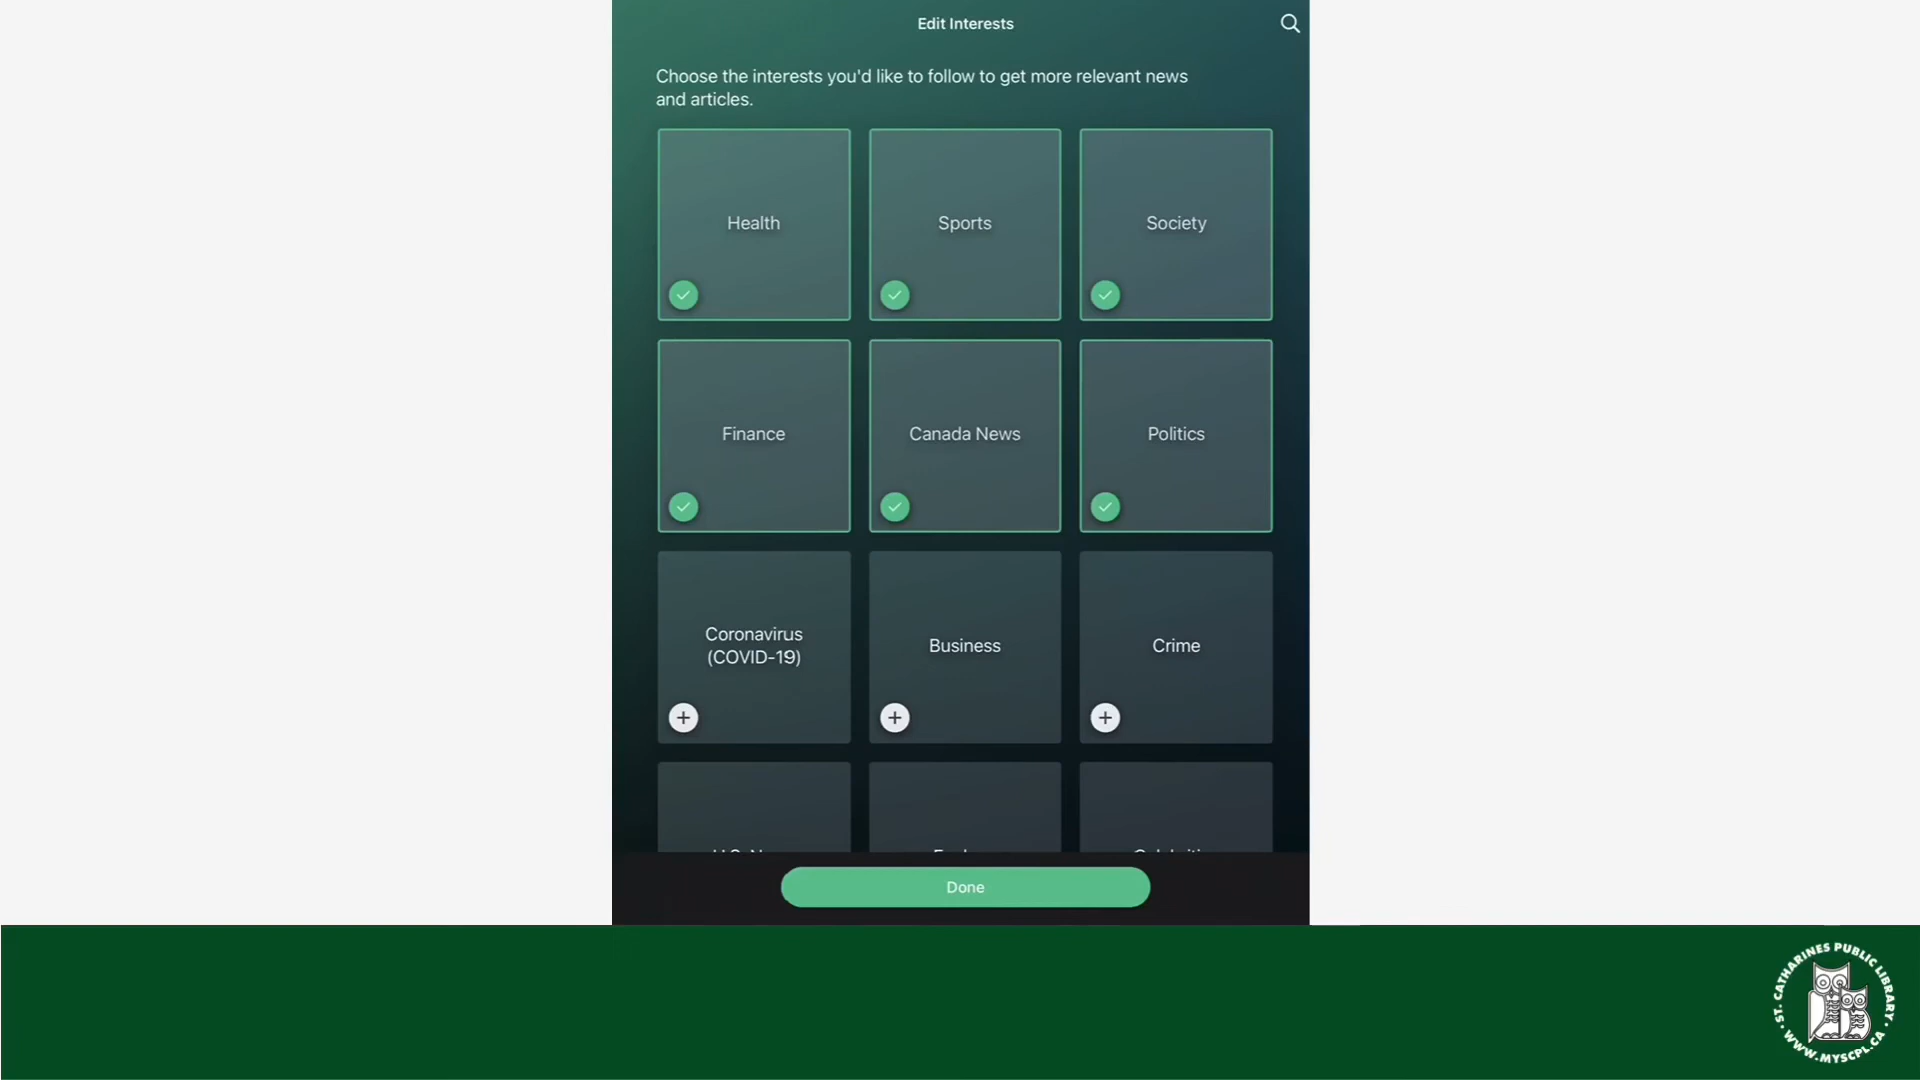 Edit Interests
Choose the interests you'd like to follow to get more relevant news
and articles.
Health
Sports
Society
Finance
Canada News
Politics
Coronavirus
(COVID-19)
Business
Crime
Done
ST. CATHARINES PUBLIC LIBRARY
WWW.MYSCPL.CA